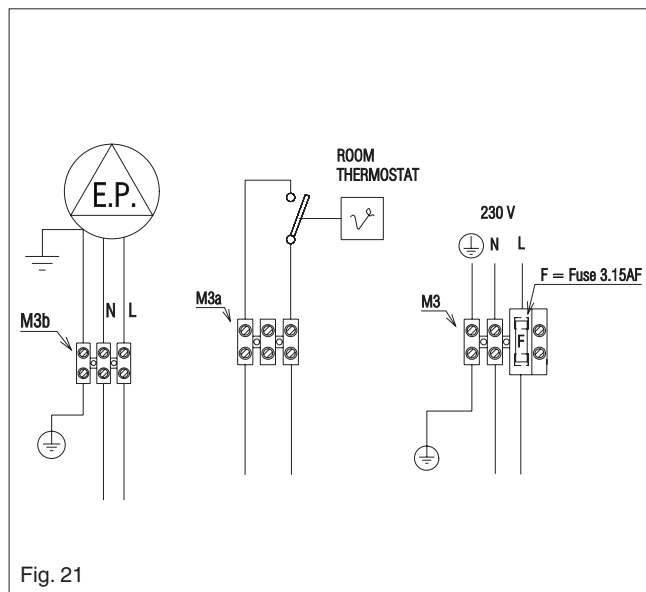 E.P.
N L
M3b
ROOM
THERMOSTAT
M3a
230 V
N L
F = Fuse 3.15AF
M3
F
Fig. 21